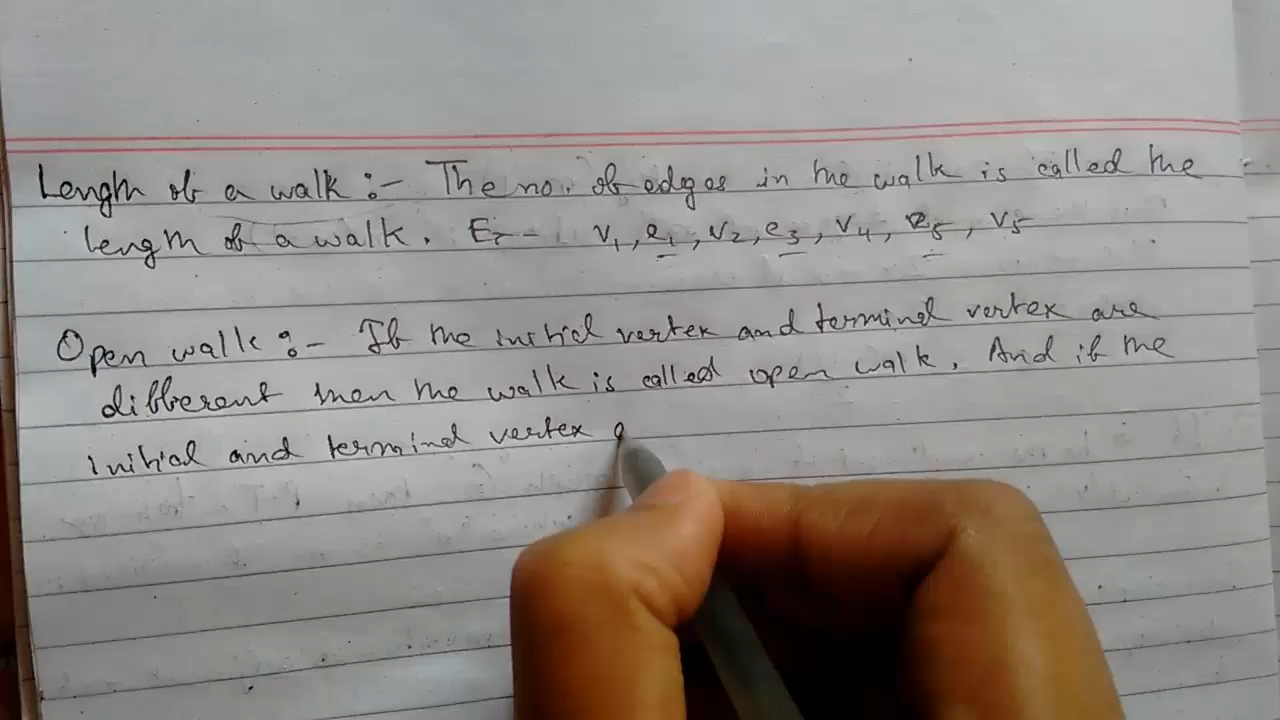 Length of a walk :- The no. of edges in the walk is called the
length of a walk. Ex- v₁, e₁, v₂, e₃, v₄, e₅, v₅
Open walk :- If the initial vertex and terminal vertex are
different then the walk is called open walk. And if the
initial and terminal vertex a